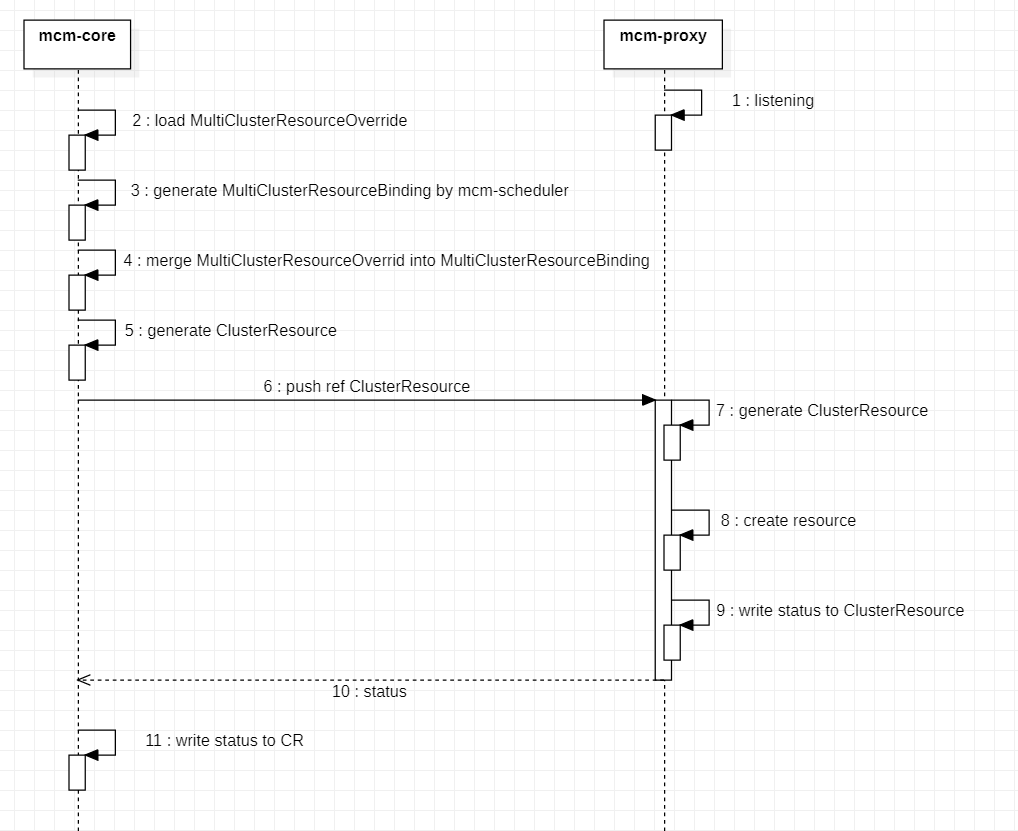 mcm-core
mcm-proxy
1 : listening
2 : load MultiClusterResourceOverride
3 : generate MultiClusterResourceBinding by mcm-scheduler
4 : merge MultiClusterResourceOverrid into MultiClusterResourceBinding
5 : generate ClusterResource
6 : push ref ClusterResource
7 : generate ClusterResource
8 : create resource
9 : write status to ClusterResource
10 : status
11 : write status to CR